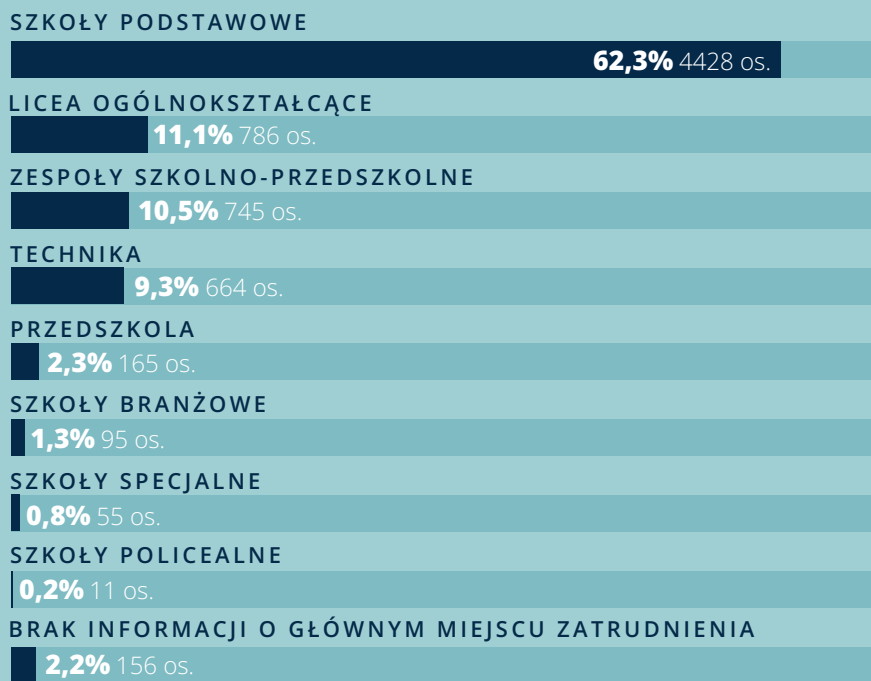 SZKOŁY PODSTAWOWE
62,3% 4428 os.
LICEA OGÓLNOKSZTAŁCĄCE
11,1% 786 os.
ZESPOŁY SZKOLNO-PRZEDSZKOLNE
10,5% 745 os.
TECHNIKA
9,3% 664 os.
PRZEDSZKOLA
2,3% 165 os.
SZKOŁY BRANŻOWE
1,3% 95 os.
SZKOŁY SPECJALNE
0,8% 55 os.
SZKOŁY POLICEALNE
0,2% 11 os.
BRAK INFORMACJI O GŁÓWNYM MIEJSCU ZATRUDNIENIA
2,2% 156 os.